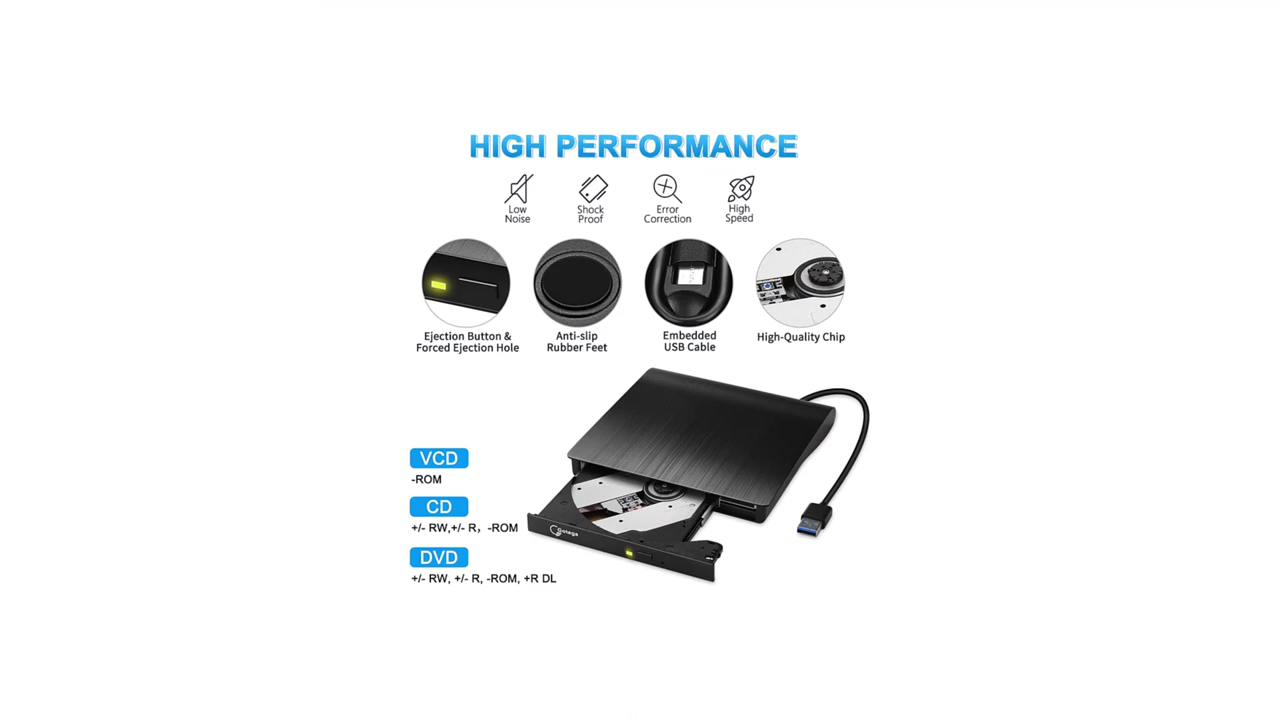 HIGH PERFORMANCE
Low
Noise
Shock
Proof
Error
Correction
High
Speed
Ejection Button &
Forced Ejection Hole
Anti-slip
Rubber Feet
Embedded
USB Cable
High-Quality Chip
VCD
-ROM
CD
+/- RW,+/- R, -ROM
DVD
+/- RW, +/- R, -ROM, +R DL
Gotega